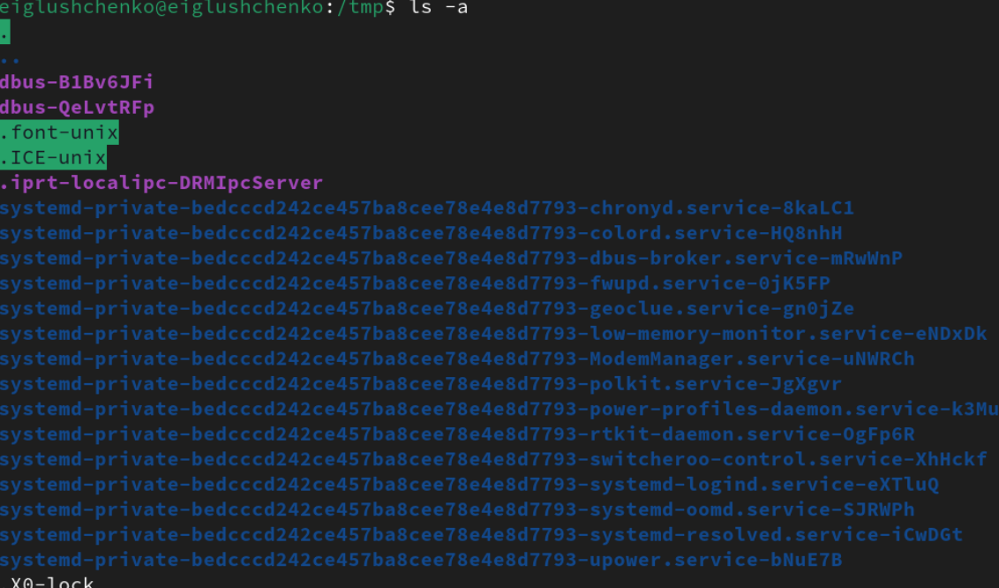 eiglushchenko@eiglushchenko:/tmp$ ls -a
.
..
dbus-B1Bv6JFi
dbus-QeLvtRFp
.font-unix
.ICE-unix
.iprt-localipc-DRMIpcServer
systemd-private-bedcccd242ce457ba8cee78e4e8d7793-chronyd.service-8kaLC1
systemd-private-bedcccd242ce457ba8cee78e4e8d7793-colord.service-HQ8nhH
systemd-private-bedcccd242ce457ba8cee78e4e8d7793-dbus-broker.service-mRwWnP
systemd-private-bedcccd242ce457ba8cee78e4e8d7793-fwupd.service-0jK5FP
systemd-private-bedcccd242ce457ba8cee78e4e8d7793-geoclue.service-gn0jZe
systemd-private-bedcccd242ce457ba8cee78e4e8d7793-low-memory-monitor.service-eNDxDk
systemd-private-bedcccd242ce457ba8cee78e4e8d7793-ModemManager.service-uNWRCh
systemd-private-bedcccd242ce457ba8cee78e4e8d7793-polkit.service-JgXgvr
systemd-private-bedcccd242ce457ba8cee78e4e8d7793-power-profiles-daemon.service-k3Mu
systemd-private-bedcccd242ce457ba8cee78e4e8d7793-rtkit-daemon.service-OgFp6R
systemd-private-bedcccd242ce457ba8cee78e4e8d7793-switcheroo-control.service-XhHckf
systemd-private-bedcccd242ce457ba8cee78e4e8d7793-systemd-logind.service-eXTluQ
systemd-private-bedcccd242ce457ba8cee78e4e8d7793-systemd-oomd.service-SJRWPh
systemd-private-bedcccd242ce457ba8cee78e4e8d7793-systemd-resolved.service-iCwDGt
systemd-private-bedcccd242ce457ba8cee78e4e8d7793-upower.service-bNuE7B
X0-lock